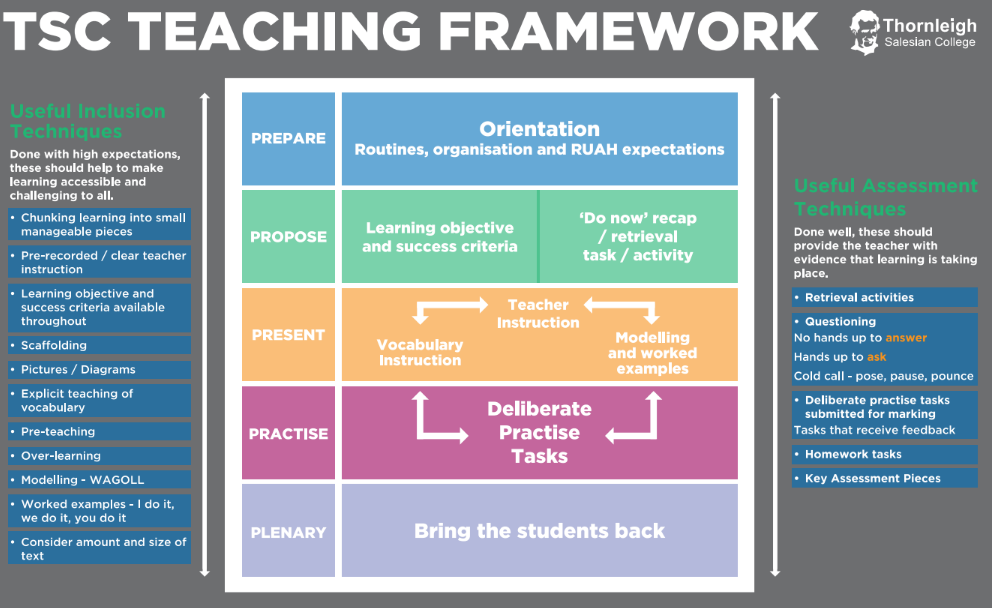 TSC TEACHING FRAMEWORK
Thornleigh
Salesian College
Useful Inclusion
Techniques
Done with high expectations,
these should help to make
learning accessible and
challenging to all.
• Chunking learning into small
manageable pieces
• Pre-recorded / clear teacher
instruction
• Learning objective and
success criteria available
throughout
• Scaffolding
• Pictures / Diagrams
• Explicit teaching of
vocabulary
• Pre-teaching
• Over-learning
• Modelling - WAGOLL
• Worked examples - I do it,
we do it, you do it
• Consider amount and size of
text
PREPARE
Orientation
Routines, organisation and RUAH expectations
PROPOSE
Learning objective
and success criteria
‘Do now’ recap
/ retrieval
task / activity
PRESENT
Teacher
Instruction
Vocabulary
Instruction
Modelling
and worked
examples
PRACTISE
Deliberate
Practise
Tasks
PLENARY
Bring the students back
Useful Assessment
Techniques
Done well, these should
provide the teacher with
evidence that learning is taking
place.
• Retrieval activities
• Questioning
No hands up to answer
Hands up to ask
Cold call - pose, pause, pounce
• Deliberate practise tasks
submitted for marking
Tasks that receive feedback
• Homework tasks
• Key Assessment Pieces